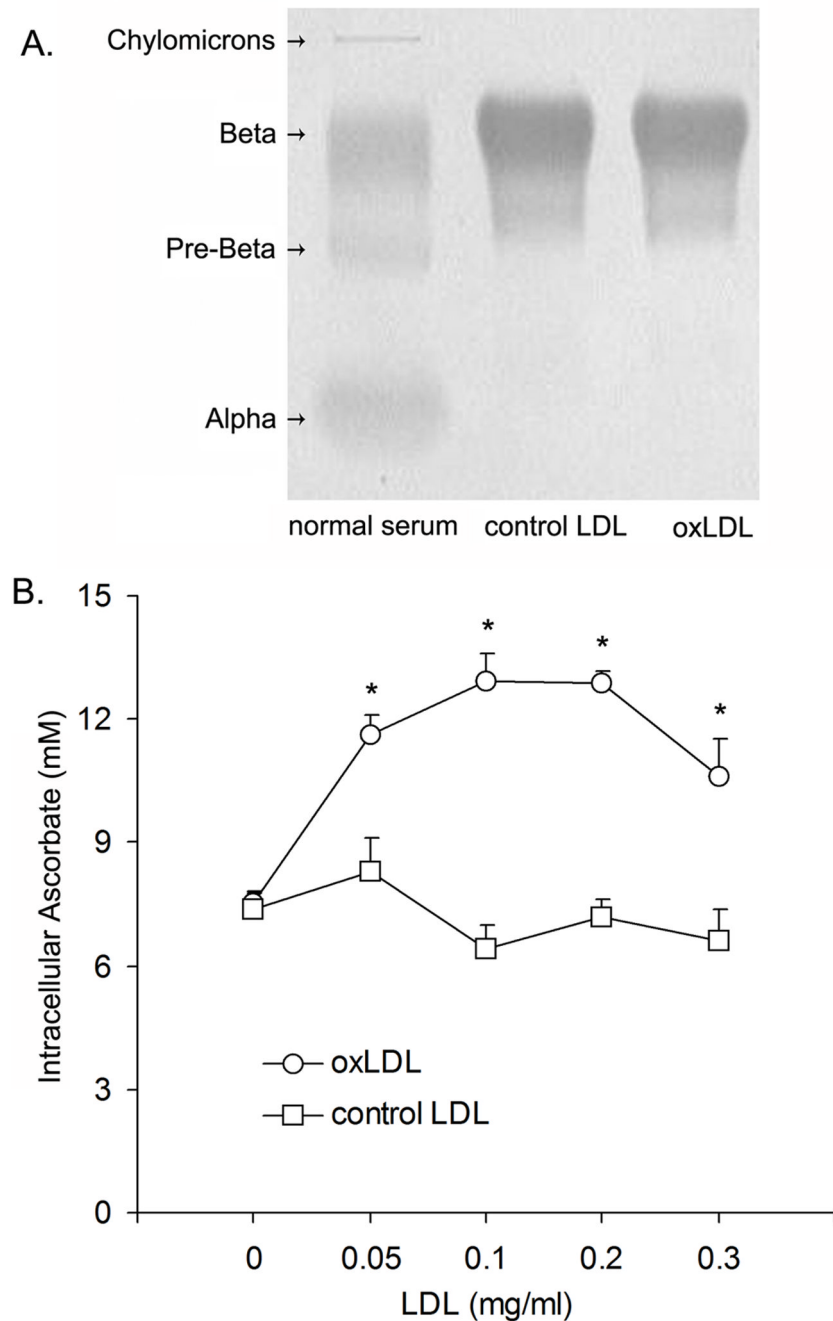 A.
Chylomicrons →
Beta →
Pre-Beta →
Alpha →
normal serum control LDL oxLDL
B.
Intracellular Ascorbate (mM)
15
12
9
6
3
0
* * * *
oxLDL
control LDL
0 0.05 0.1 0.2 0.3
LDL (mg/ml)